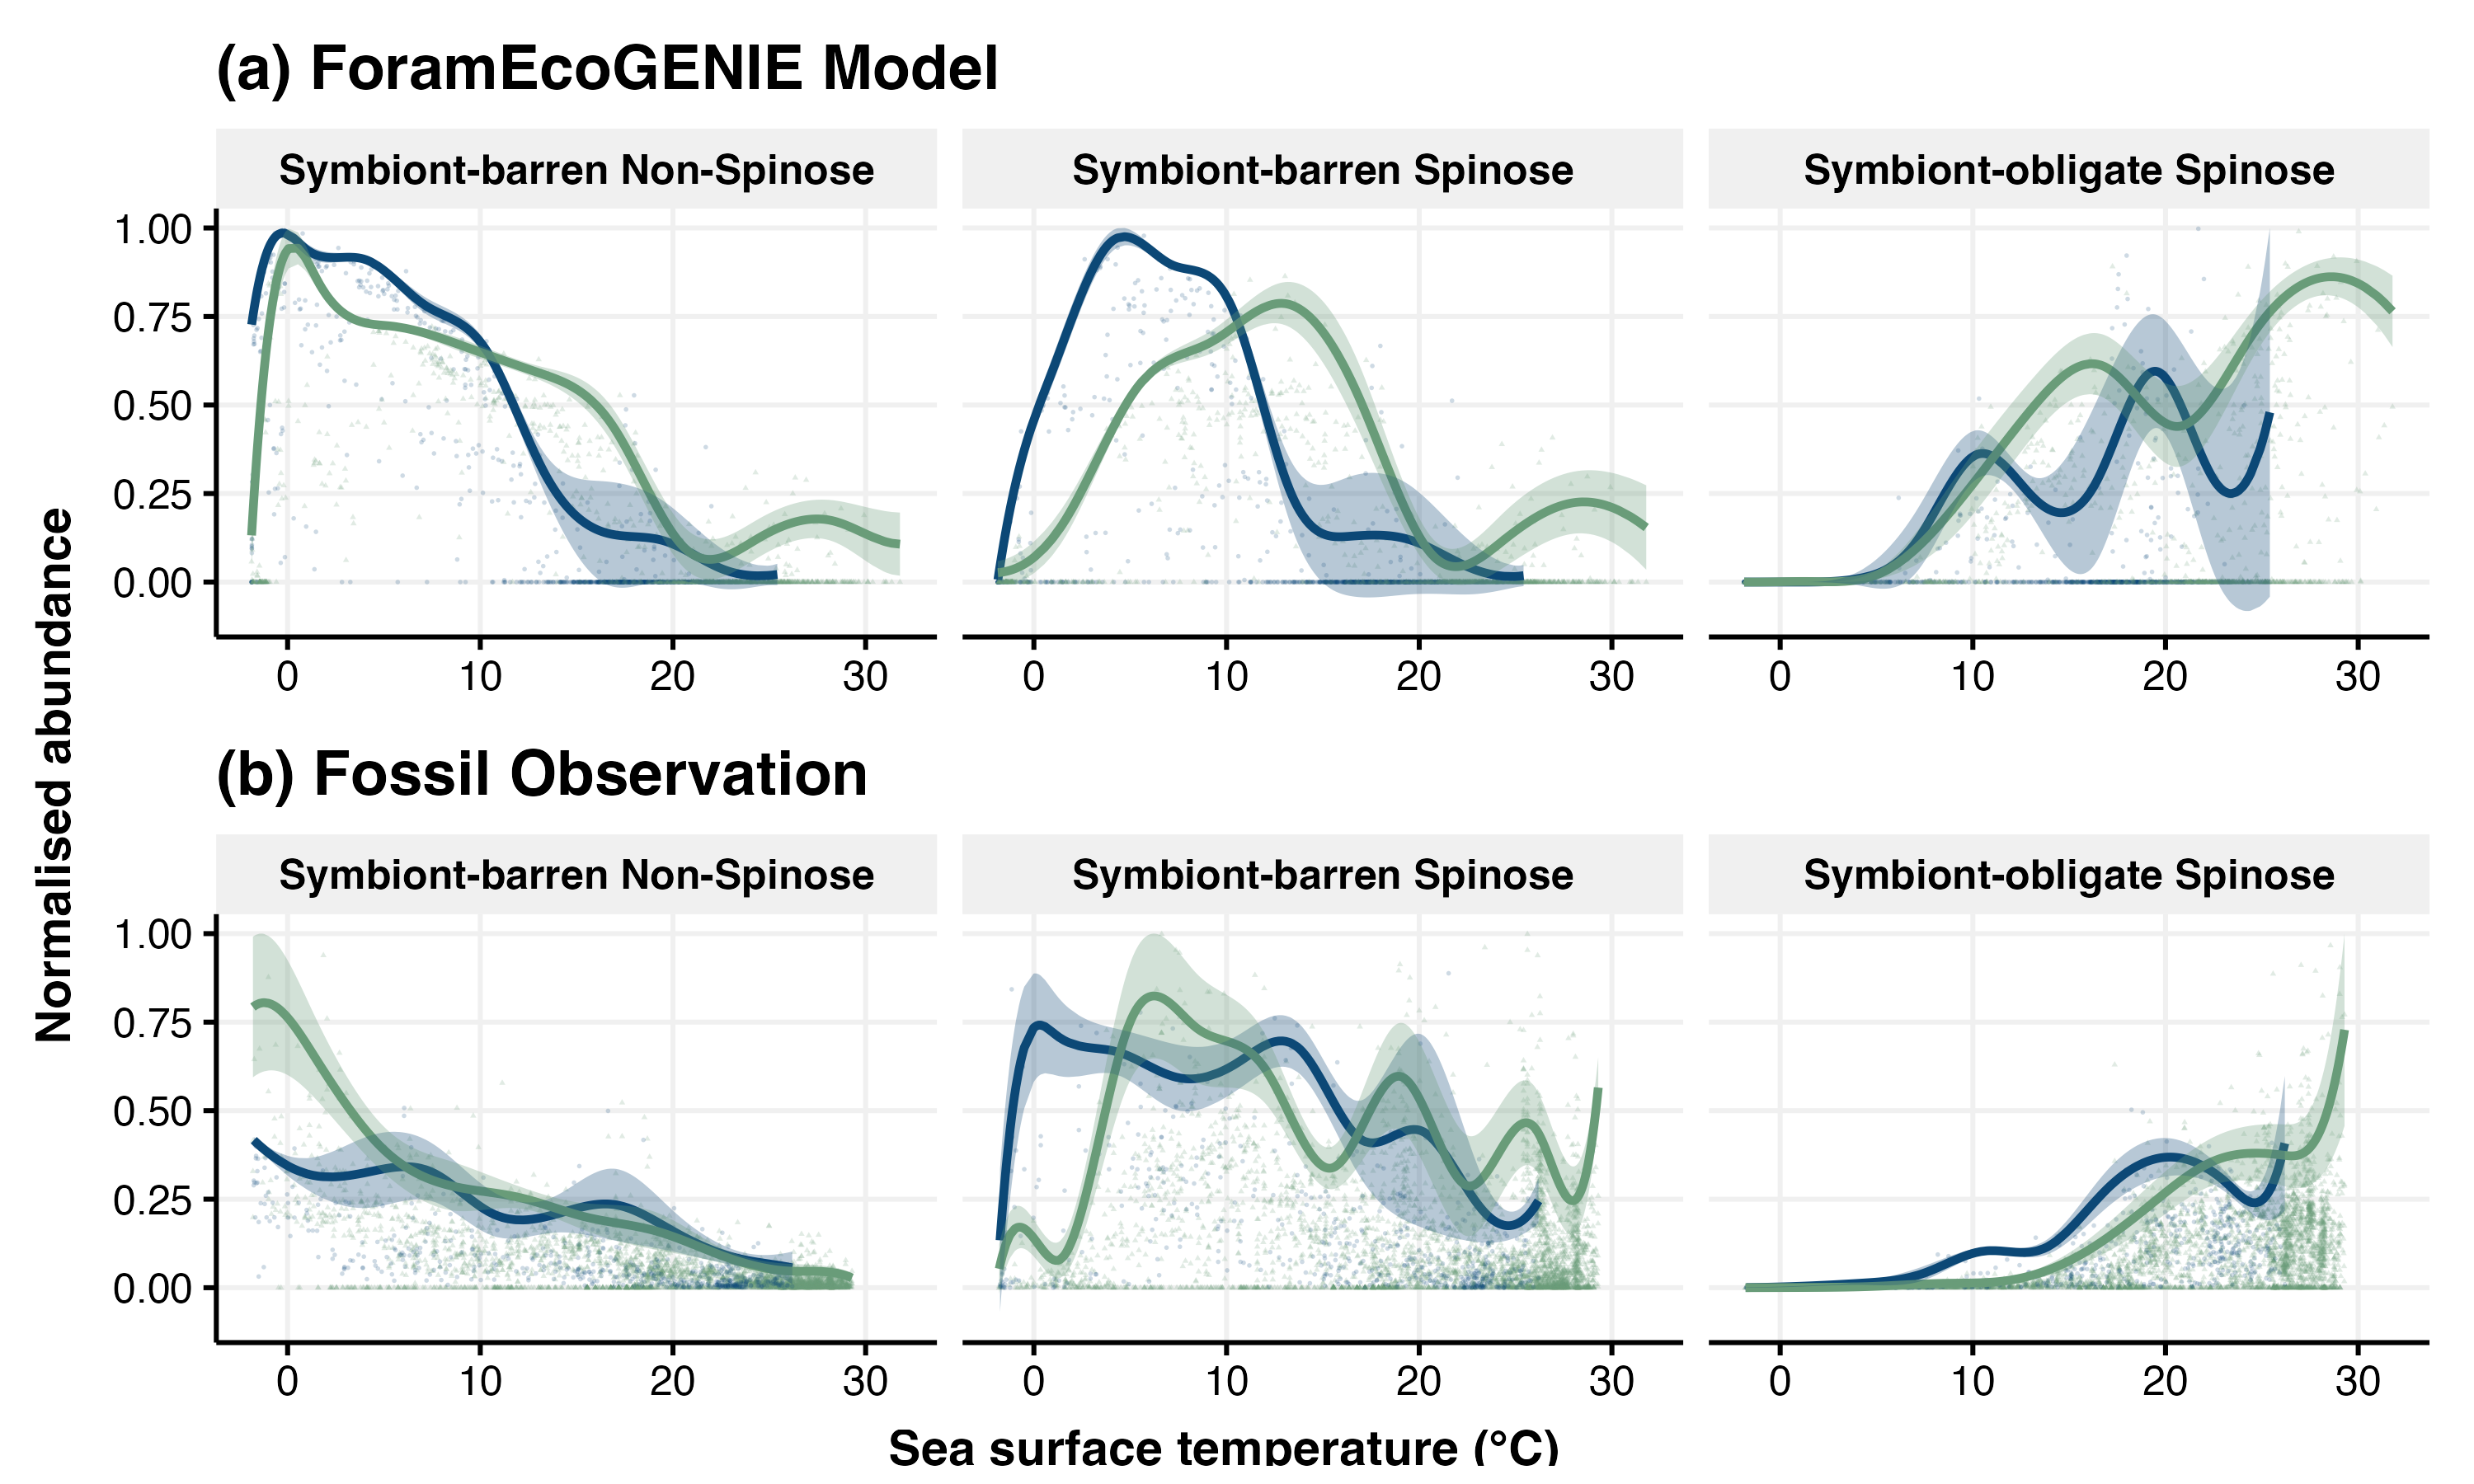 (a) ForamEcoGENIE Model
Symbiont-barren Non-Spinose
Symbiont-barren Spinose
Symbiont-obligate Spinose
1.00
0.75
0.50
0.25
0.00
0 10 20 30
0 10 20 30
0 10 20 30
Normalised abundance
(b) Fossil Observation
Symbiont-barren Non-Spinose
Symbiont-barren Spinose
Symbiont-obligate Spinose
1.00
0.75
0.50
0.25
0.00
0 10 20 30
0 10 20 30
0 10 20 30
Sea surface temperature (°C)